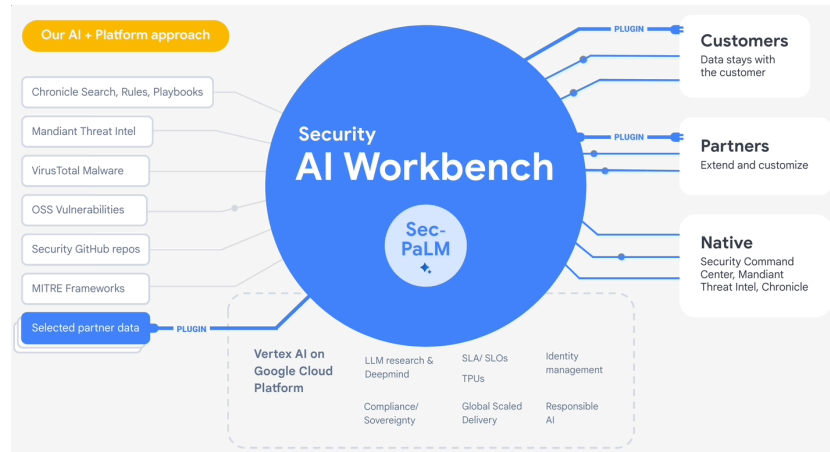 Our AI + Platform approach
Chronicle Search, Rules, Playbooks
Mandiant Threat Intel
VirusTotal Malware
OSS Vulnerabilities
Security GitHub repos
MITRE Frameworks
Selected partner data
PLUGIN
Security
AI Workbench
Sec-
PaLM
PLUGIN
Customers
Data stays with
the customer
PLUGIN
Partners
Extend and customize
Native
Security Command
Center, Mandiant
Threat Intel, Chronicle
Vertex AI on
Google Cloud
Platform
LLM research &
Deepmind
Compliance/
Sovereignty
SLA/ SLOs
TPUs
Global Scaled
Delivery
Identity
management
Responsible
AI